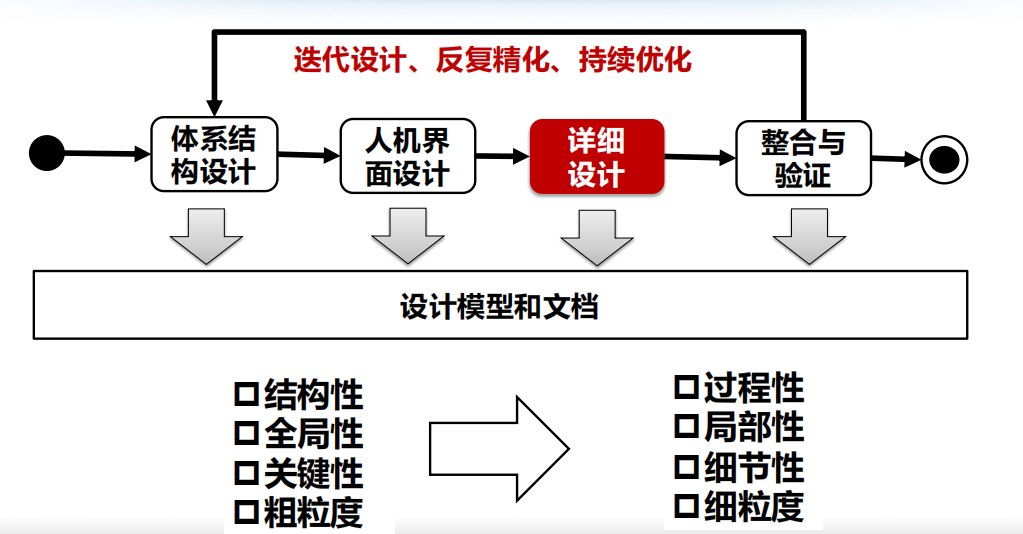 迭代设计、反复精化、持续优化
体系结
构设计
人机界
面设计
详细
设计
整合与
验证
设计模型和文档
结构性
全局性
关键性
粗粒度
过程性
局部性
细节性
细粒度